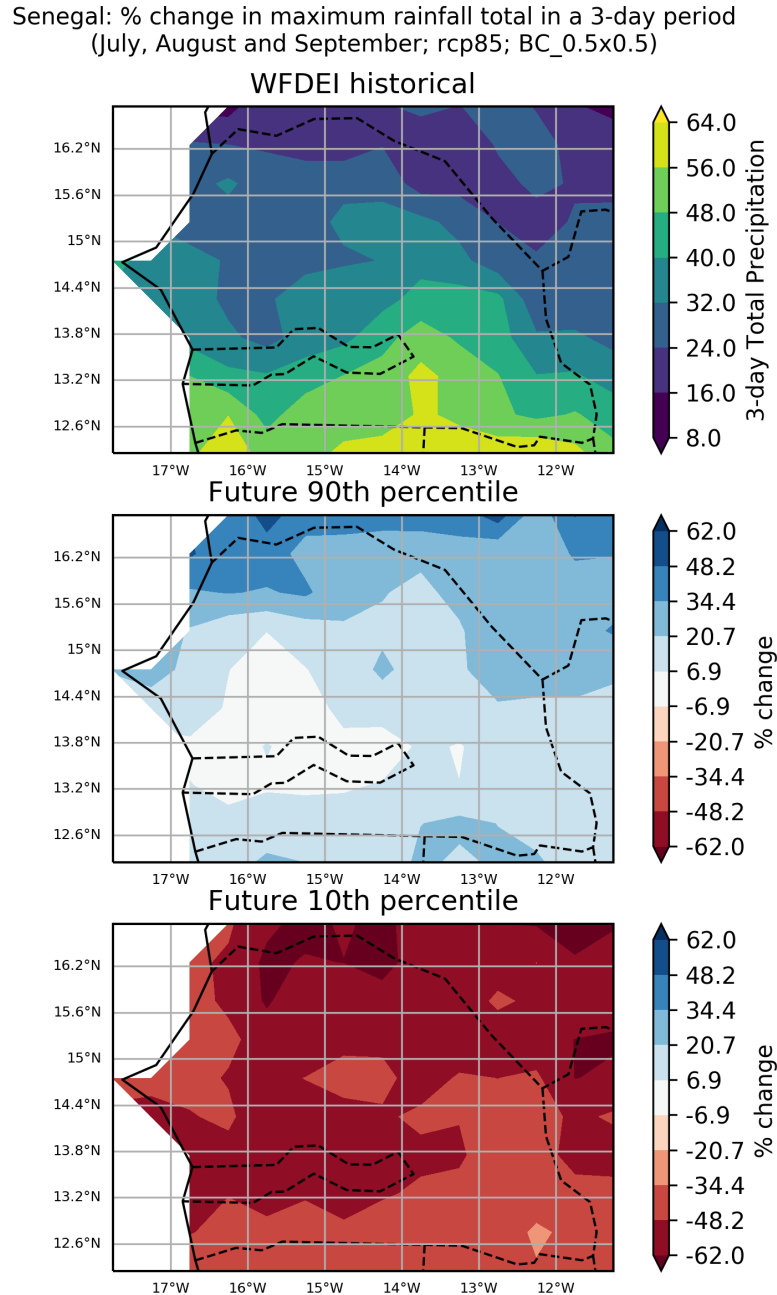 Senegal: % change in maximum rainfall total in a 3-day period
(July, August and September; rcp85; BC_0.5x0.5)
WFDEI historical
16.2°N
15.6°N
15°N
14.4°N
13.8°N
13.2°N
12.6°N
17°W 16°W 15°W 14°W 13°W 12°W
64.0
56.0
48.0
40.0
32.0
24.0
16.0
8.0
3-day Total Precipitation
Future 90th percentile
16.2°N
15.6°N
15°N
14.4°N
13.8°N
13.2°N
12.6°N
17°W 16°W 15°W 14°W 13°W 12°W
62.0
48.2
34.4
20.7
6.9
-6.9
-20.7
-34.4
-48.2
-62.0
% change
Future 10th percentile
16.2°N
15.6°N
15°N
14.4°N
13.8°N
13.2°N
12.6°N
17°W 16°W 15°W 14°W 13°W 12°W
62.0
48.2
34.4
20.7
6.9
-6.9
-20.7
-34.4
-48.2
-62.0
% change